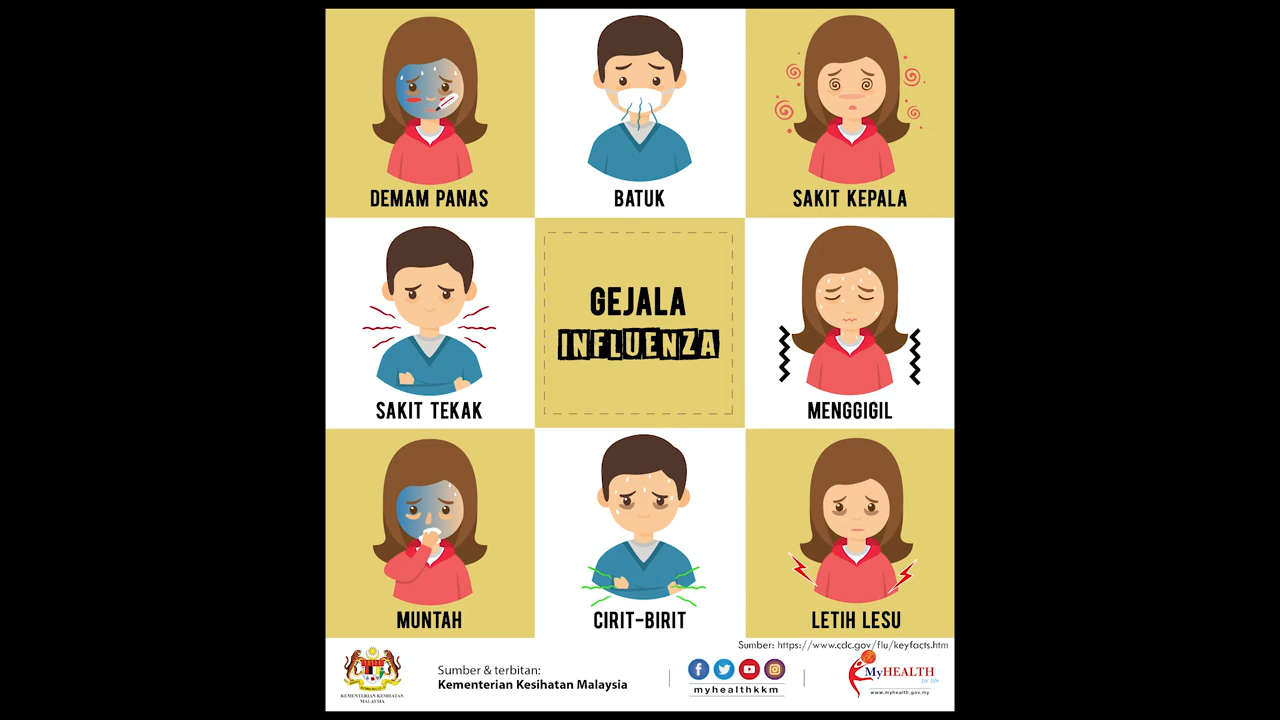 DEMAM PANAS
BATUK
SAKIT KEPALA
SAKIT TEKAK
GEJALA
INFLUENZA
MENGGIGIL
MUNTAH
CIRIT-BIRIT
LETIH LESU
Sumber: https://www.cdc.gov/flu/keyfacts.htm
KEMENTERIAN KESIHATAN
MALAYSIA
Sumber & terbitan:
Kementerian Kesihatan Malaysia
myhealthkkm
MyHEALTH
for life
www.myhealth.gov.my